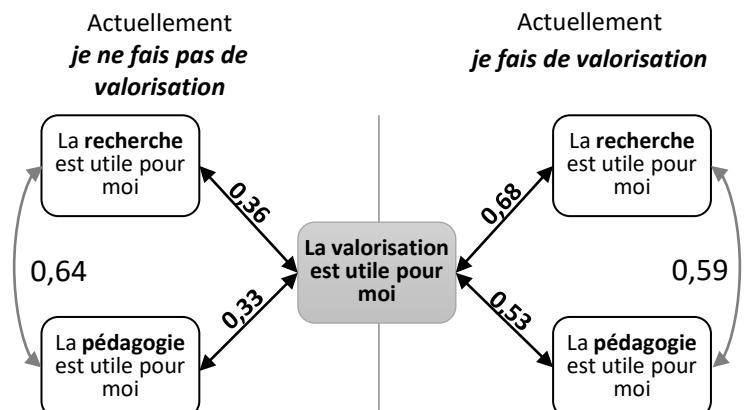 Actuellement
je ne fais pas de
valorisation
Actuellement
je fais de valorisation
La recherche
est utile pour
moi
La recherche
est utile pour
moi
0,36
0,68
0,64
La valorisation
est utile pour
moi
0,59
0,33
0,53
La pédagogie
est utile pour
moi
La pédagogie
est utile pour
moi